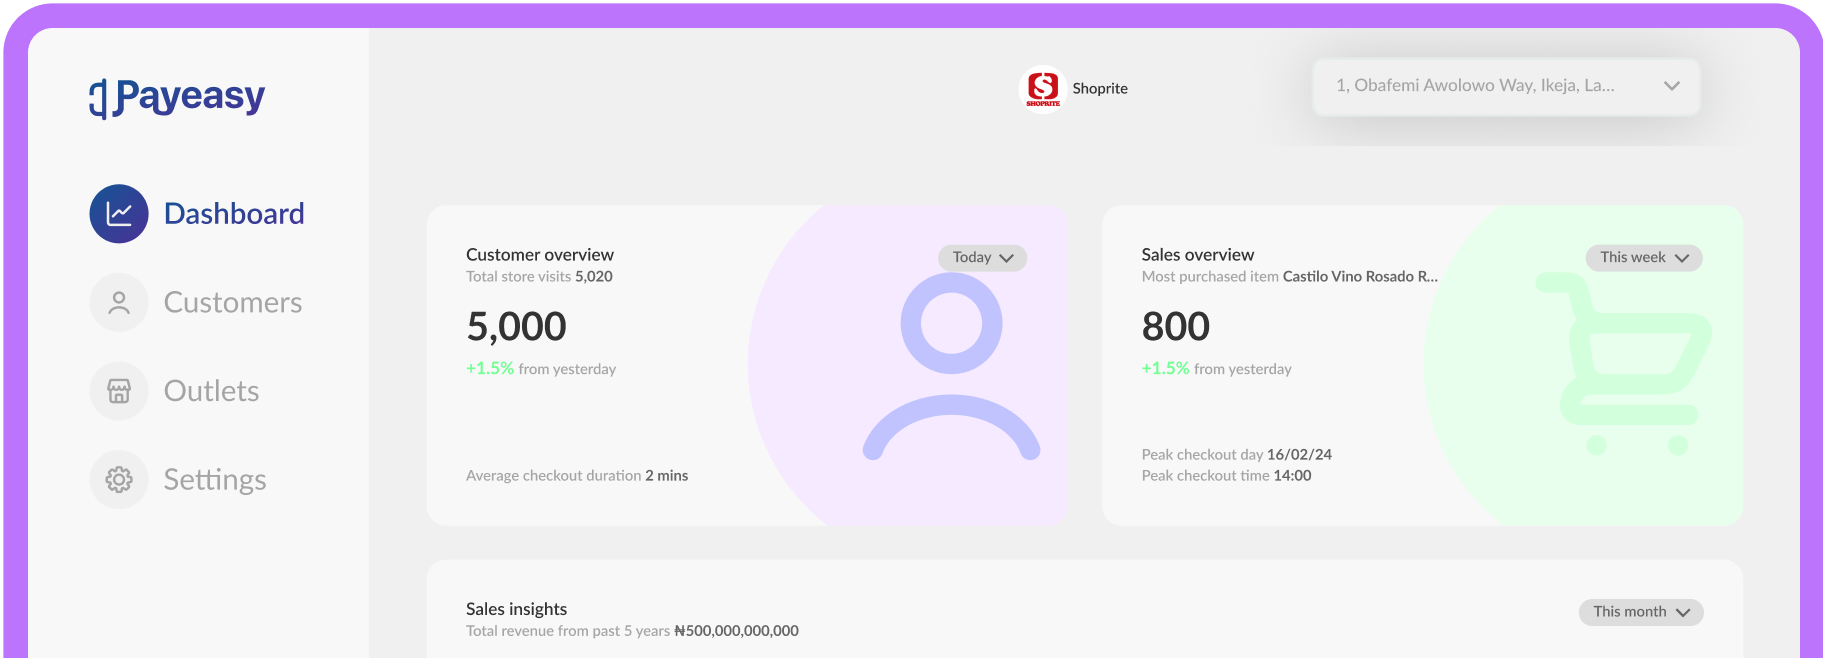 Payeasy
Dashboard
Customers
Outlets
Settings
SHOPRITE
Shoprite
1, Obafemi Awolowo Way, Ikeja, La...
Customer overview
Total store visits 5,020
Today
5,000
+1.5% from yesterday
Average checkout duration 2 mins
Sales overview
Most purchased item Castilo Vino Rosado R...
This week
800
+1.5% from yesterday
Peak checkout day 16/02/24
Peak checkout time 14:00
Sales insights
Total revenue from past 5 years ₦500,000,000,000
This month